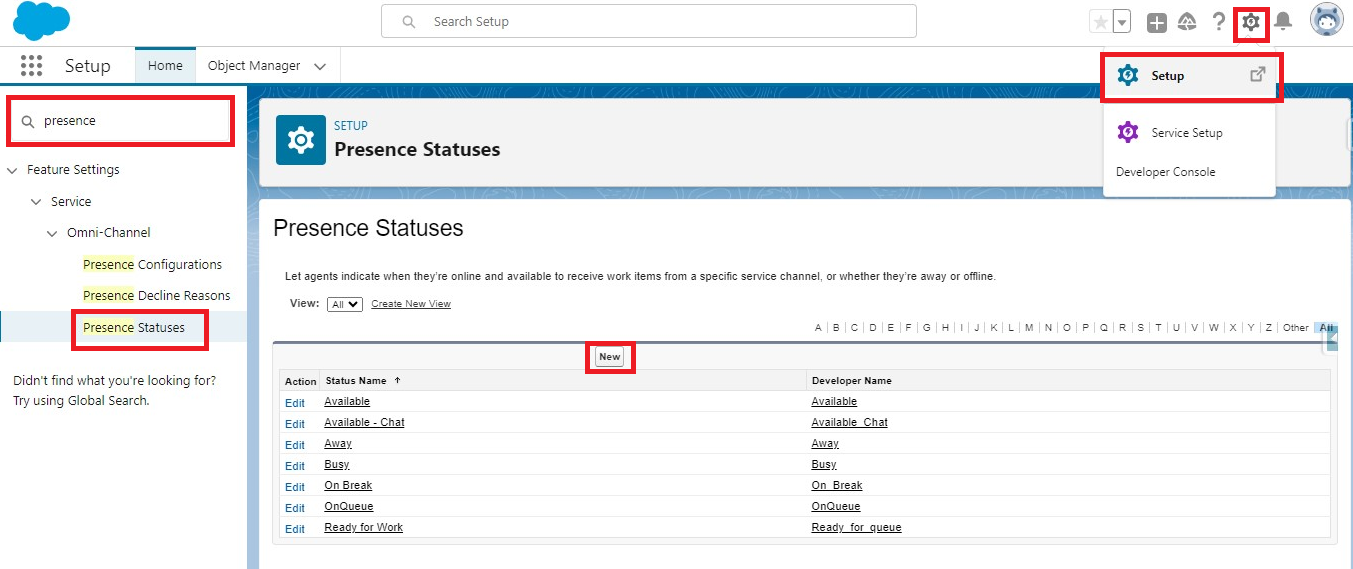 Search Setup
Setup
Home
Object Manager
Setup
Service Setup
Developer Console
presence
Feature Settings
Service
Omni-Channel
Presence Configurations
Presence Decline Reasons
Presence Statuses
Didn't find what you're looking for?
Try using Global Search.
SETUP
Presence Statuses
Presence Statuses
Let agents indicate when they're online and available to receive work items from a specific service channel, or whether they're away or offline.
View: All Create New View
A B C D E F G H I J K L M N O P Q R S T U V W X Y Z Other All
New
Action Status Name ↑ Developer Name
Edit Available Available
Edit Available - Chat Available_Chat
Edit Away Away
Edit Busy Busy
Edit On Break On_Break
Edit OnQueue OnQueue
Edit Ready for Work Ready_for_queue